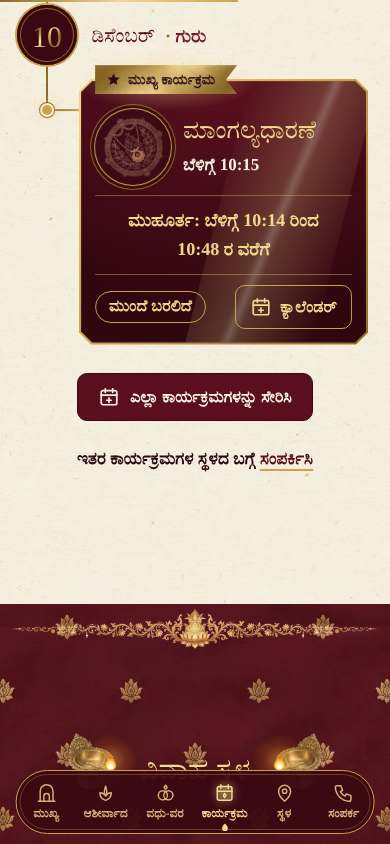 10 ಡಿಸೆಂಬರ್ · ಗುರು
ಮುಖ್ಯ ಕಾರ್ಯಕ್ರಮ
ಮಾಂಗಲ್ಯಧಾರಣೆ
ಬೆಳಿಗ್ಗೆ 10:15
ಮುಹೂರ್ತ: ಬೆಳಿಗ್ಗೆ 10:14 ರಿಂದ
10:48 ರ ವರೆಗೆ
ಮುಂದೆ ಬರಲಿದೆ
ಕ್ಯಾಲೆಂಡರ್
ಎಲ್ಲಾ ಕಾರ್ಯಕ್ರಮಗಳನ್ನು ಸೇರಿಸಿ
ಇತರ ಕಾರ್ಯಕ್ರಮಗಳ ಸ್ಥಳದ ಬಗ್ಗೆ ಸಂಪರ್ಕಿಸಿ
ಮುಖ್ಯ ಆಶೀರ್ವಾದ ವಧು-ವರ ಕಾರ್ಯಕ್ರಮ ಸ್ಥಳ ಸಂಪರ್ಕ